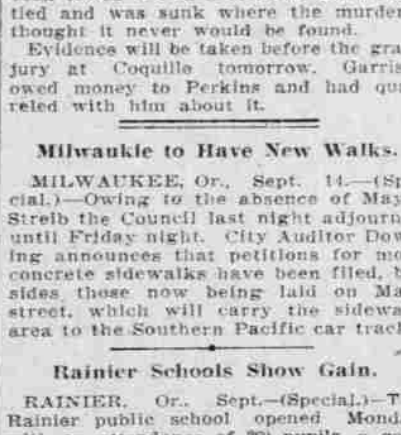 tied and was sunk where the murder
thought it never would be found.
Evidence will be taken before the gra
jury at Coquille tomorrow. Garris
owed money to Perkins and had qua
reled with him about it.
Milwaukie to Have New Walks.
MILWAUKEE, Or., Sept. 14.—(Sp
cial.)—Owing to the absence of May
Streib the Council last night adjourn
until Friday night. City Auditor Dow
ing announces that petitions for mo
concrete sidewalks have been filed, b
sides those now being laid on Ma
street, which will carry the sidewa
area to the Southern Pacific car track
Rainier Schools Show Gain.
RAINIER, Or., Sept.—(Special.)—T
Rainier public school opened Mond